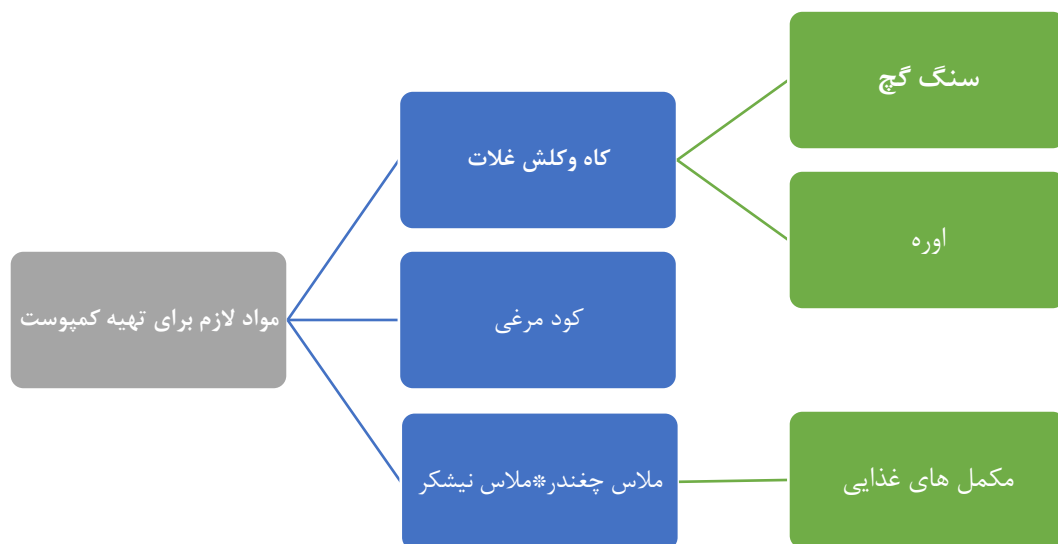 مواد لازم برای تهیه کمپوست
کاه وکلش غلات
سنگ گچ
اوره
کود مرغی
ملاس چغندر*ملاس نیشکر
مکمل های غذایی